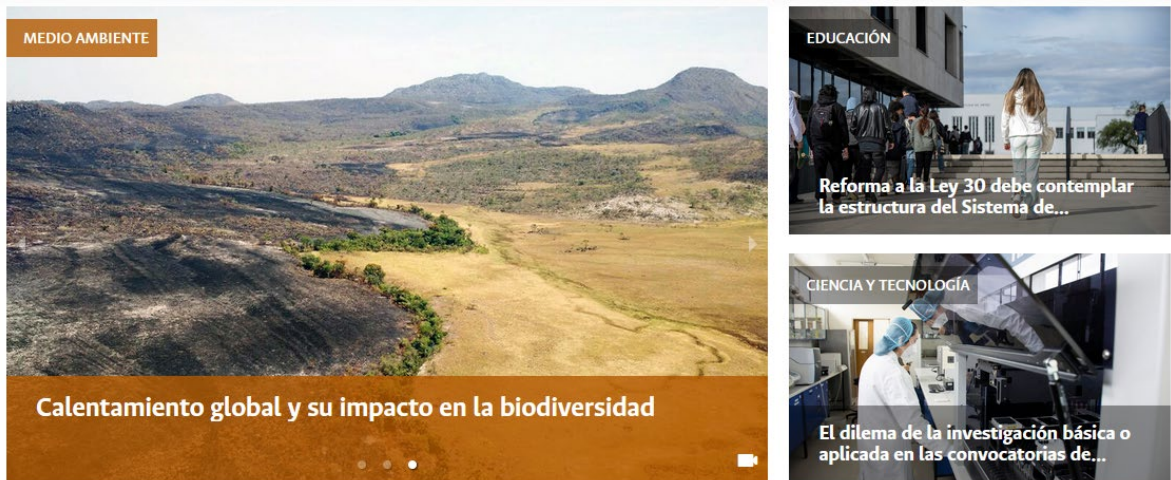 MEDIO AMBIENTE
Calentamiento global y su impacto en la biodiversidad
EDUCACIÓN
Reforma a la Ley 30 debe contemplar
la estructura del Sistema de...
CIENCIA Y TECNOLOGÍA
El dilema de la investigación básica o
aplicada en las convocatorias de...